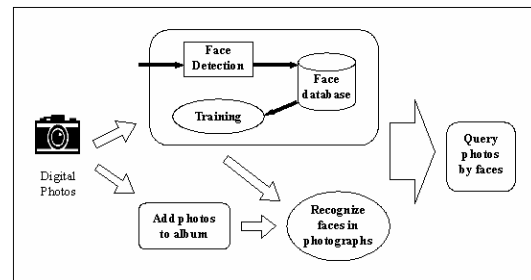 Face
Detection
Face
database
Training
Digital
Photos
Add photos
to album
Recognize
faces in
photographs
Query
photos
by faces